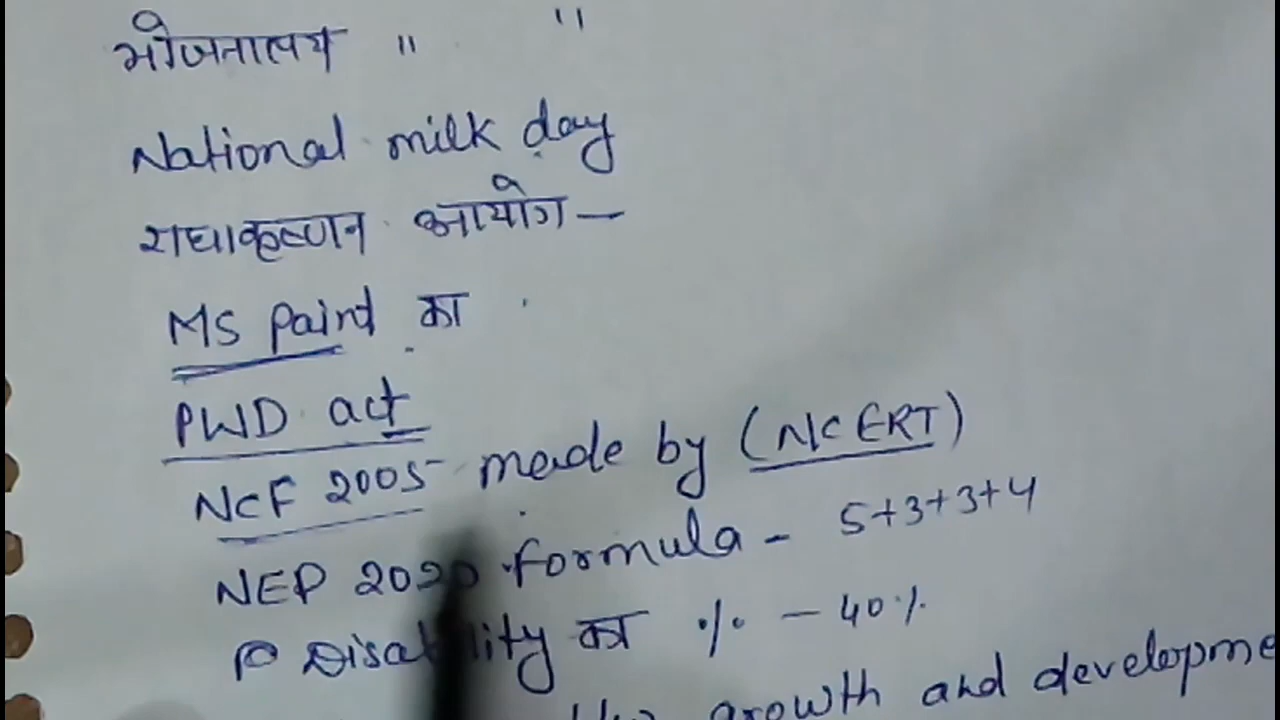 भोजनालय " "
National milk day
राधाकृष्णन आयोग -
MS paint का
PWD act
NCF 2005 made by (NCERT)
NEP 2020 formula - 5+3+3+4
Disability का % - 40%
growth and developme